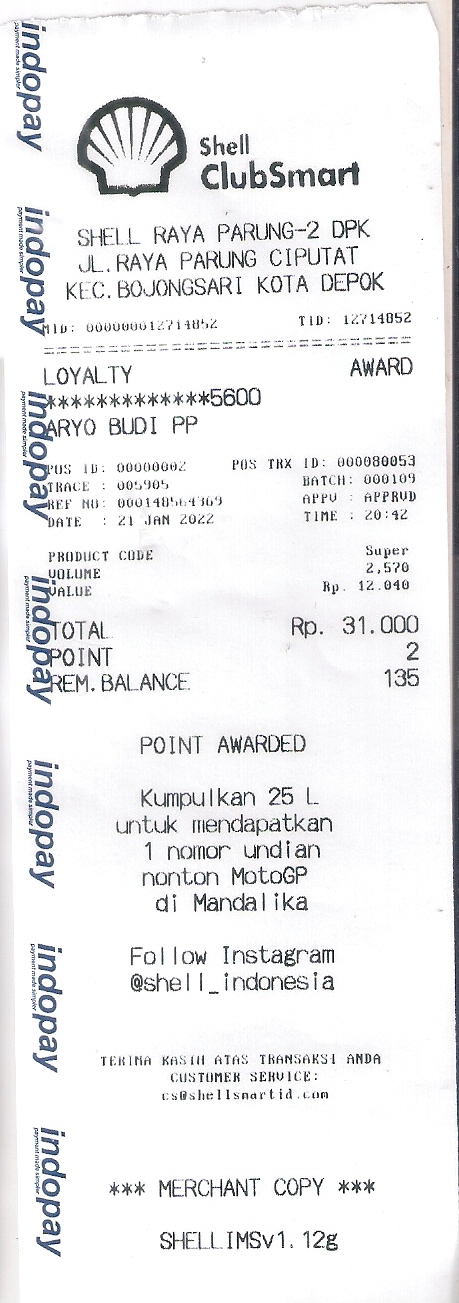 Shell
ClubSmart
SHELL RAYA PARUNG-2 DPK
JL.RAYA PARUNG CIPUTAT
KEC.BOJONGSARI KOTA DEPOK
MID: 000000012714852 TID: 12714852
LOYALTY AWARD
*************5600
ARYO BUDI PP
POS ID: 00000002 POS TRX ID: 000080053
TRACE : 005905 BATCH: 000109
REF NO: 000148564369 APPV : APPRVD
DATE : 21 JAN 2022 TIME : 20:42
PRODUCT CODE Super
VOLUME 2,570
VALUE Rp. 12.040
TOTAL Rp. 31.000
POINT 2
REM.BALANCE 135
POINT AWARDED
Kumpulkan 25 L
untuk mendapatkan
1 nomor undian
nonton MotoGP
di Mandalika
Follow Instagram
@shell_indonesia
TERIMA KASIH ATAS TRANSAKSI ANDA
CUSTOMER SERVICE:
cs@shellsmartid.com
*** MERCHANT COPY ***
SHELLIMSv1.12g
indopay
payment made simpler
indopay
payment made simpler
indopay
payment made simpler
indopay
payment made simpler
indopay
payment made simpler
indopay
payment made simpler
indopay
payment made simpler